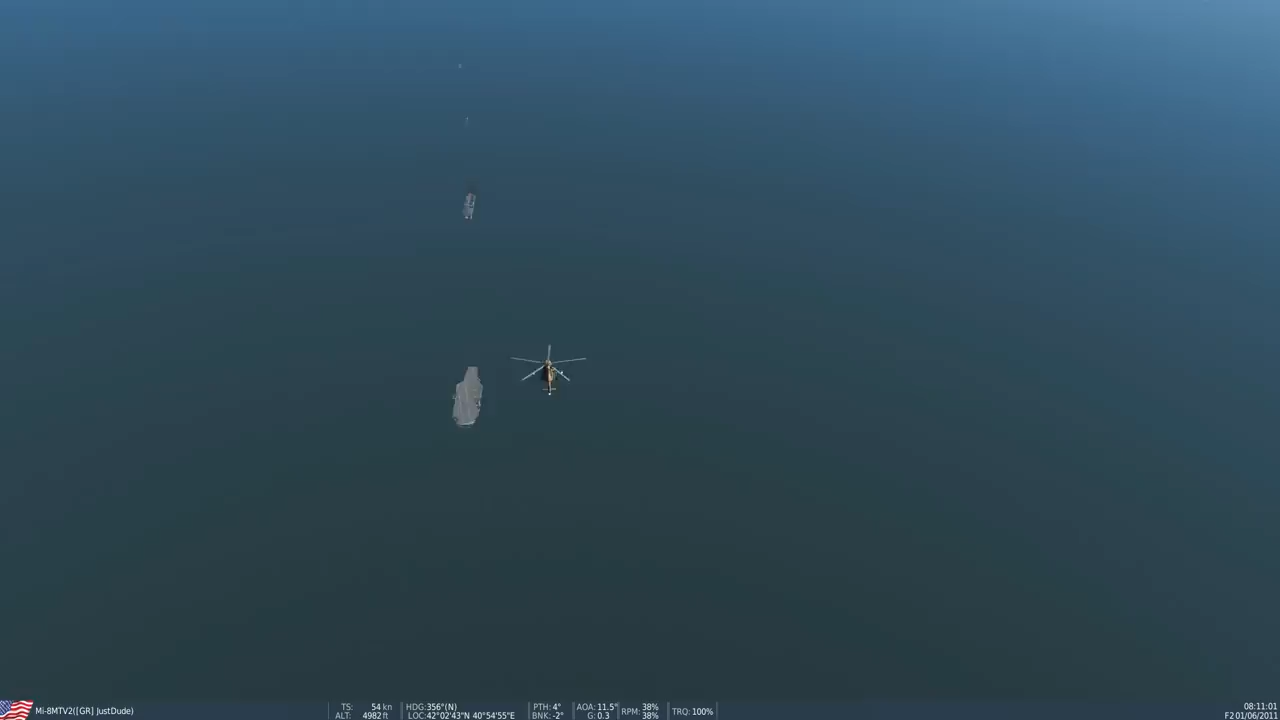 Mi-8MTV2([GR] JustDude)
TS: 54 kn
ALT: 4982 ft
HDG:356°(N)
LOC:42°02'43"N 40°54'55"E
PTH: 4°
BNK: -2°
AOA: 11.5°
G: 0.3
RPM: 38%
38%
TRQ: 100%
08:11:01
F2 01/06/2011